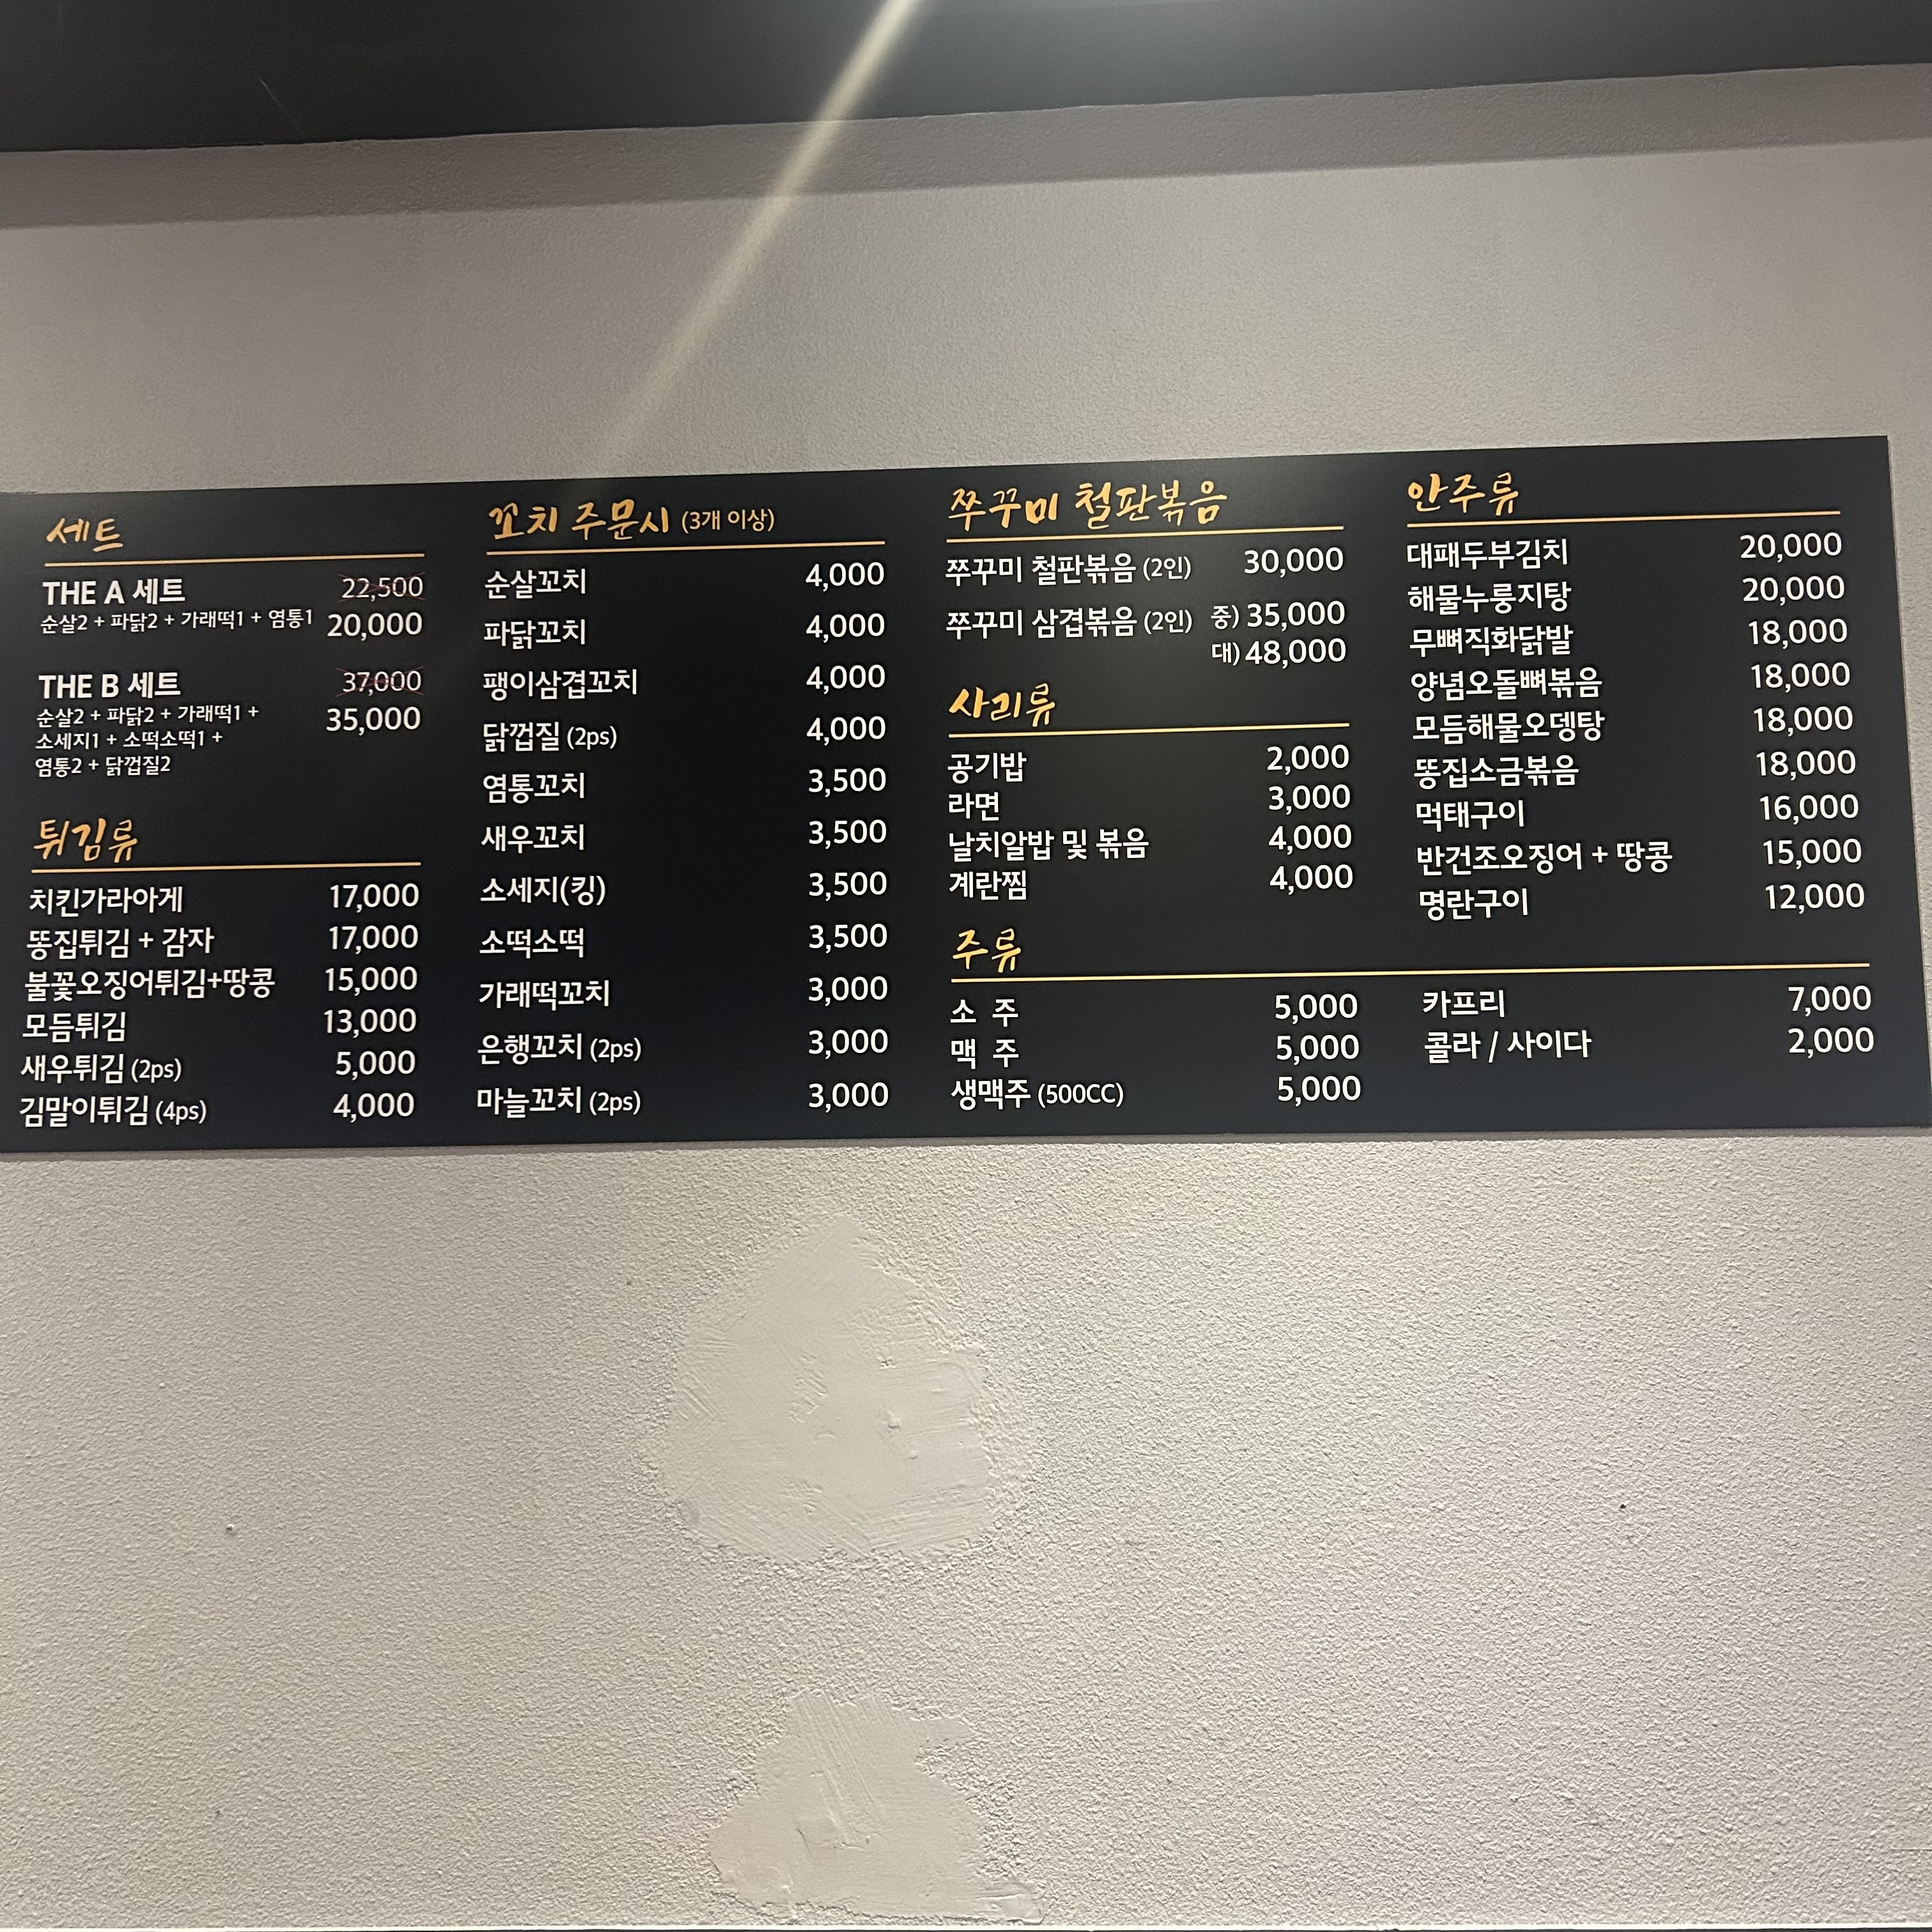 세트
THE A 세트 22,500
순살2 + 파닭2 + 가래떡1 + 염통1 20,000
THE B 세트 37,000
순살2 + 파닭2 + 가래떡1 + 35,000
소세지1 + 소떡소떡1 +
염통2 + 닭껍질2
튀김류
치킨가라아게 17,000
똥집튀김 + 감자 17,000
불꽃오징어튀김+땅콩 15,000
모듬튀김 13,000
새우튀김 (2ps) 5,000
김말이튀김 (4ps) 4,000
꼬치 주문시 (3개 이상)
순살꼬치 4,000
파닭꼬치 4,000
팽이삼겹꼬치 4,000
닭껍질 (2ps) 4,000
염통꼬치 3,500
새우꼬치 3,500
소세지(킹) 3,500
소떡소떡 3,500
가래떡꼬치 3,000
은행꼬치 (2ps) 3,000
마늘꼬치 (2ps) 3,000
쭈꾸미 철판볶음
쭈꾸미 철판볶음 (2인) 30,000
쭈꾸미 삼겹볶음 (2인) 중) 35,000
대) 48,000
사리류
공기밥 2,000
라면 3,000
날치알밥 및 볶음 4,000
계란찜 4,000
안주류
대패두부김치 20,000
해물누룽지탕 20,000
무뼈직화닭발 18,000
양념오돌뼈볶음 18,000
모듬해물오뎅탕 18,000
똥집소금볶음 18,000
먹태구이 16,000
반건조오징어 + 땅콩 15,000
명란구이 12,000
주류
소 주 5,000
맥 주 5,000
생맥주 (500CC) 5,000
카프리 7,000
콜라 / 사이다 2,000